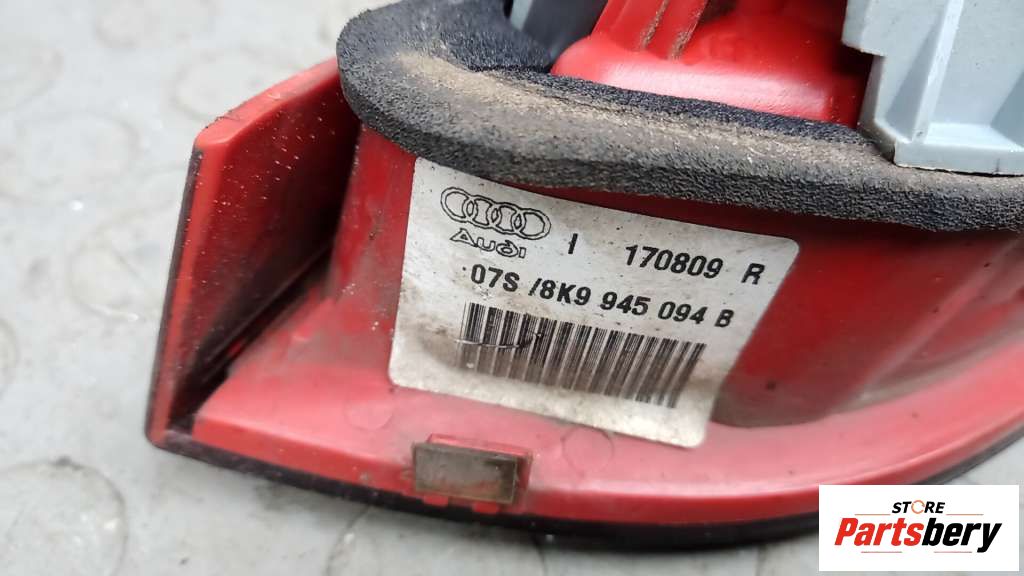 Audi I 170809 R
07S /8K9 945 094 B
STORE
Partsbery